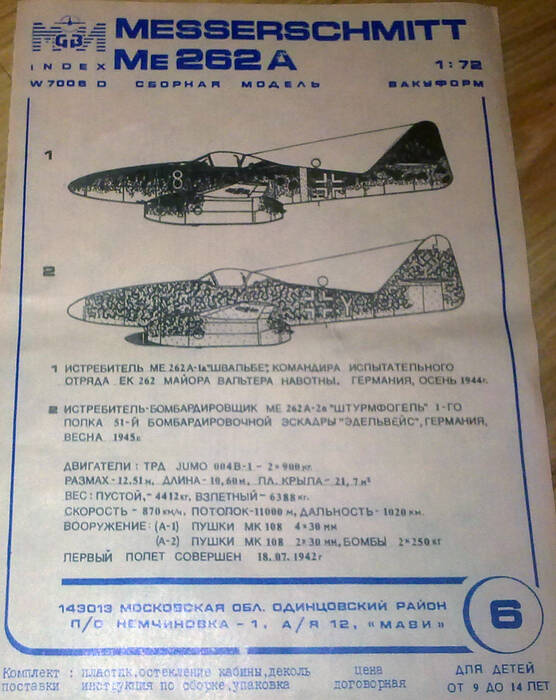 MESSERSCHMITT
GB
INDEX ME 262 A 1:72
W7006 D СБОРНАЯ МОДЕЛЬ ВАКУФОРМ
1
8
2
Y
1 ИСТРЕБИТЕЛЬ МЕ 262А-1а "ШВАЛЬБЕ", КОМАНДИРА ИСПЫТАТЕЛЬНОГО
ОТРЯДА ЕК 262 МАЙОРА ВАЛЬТЕРА НАВОТНЫ. ГЕРМАНИЯ, ОСЕНЬ 1944г.
2 ИСТРЕБИТЕЛЬ-БОМБАРДИРОВЩИК МЕ 262А-2а "ШТУРМФОГЕЛЬ" 1-ГО
ПОЛКА 51-Й БОМБАРДИРОВОЧНОЙ ЭСКАДРЫ "ЭДЕЛЬВЕЙС", ГЕРМАНИЯ,
ВЕСНА 1945г.
ДВИГАТЕЛИ: ТРД JUMO 004В-1 - 2×900кг.
РАЗМАХ - 12.51м, ДЛИНА - 10,60м, ПЛ. КРЫЛА - 21,7м²
ВЕС: ПУСТОЙ,- 4412кг, ВЗЛЕТНЫЙ - 6388кг.
СКОРОСТЬ - 870км/ч, ПОТОЛОК-11000м, ДАЛЬНОСТЬ - 1020км.
ВООРУЖЕНИЕ: (А-1) ПУШКИ МК 108 4×30мм
(А-2) ПУШКИ МК 108 2×30мм, БОМБЫ 2×250кг
ПЕРВЫЙ ПОЛЕТ СОВЕРШЕН 18.07.1942г
143013 МОСКОВСКАЯ ОБЛ. ОДИНЦОВСКИЙ РАЙОН
П/О НЕМЧИНОВКА - 1, А/Я 12, «МАВИ»
6
Комплект : пластик, остекление кабины, деколь цена ДЛЯ ДЕТЕЙ
поставки инструкция по сборке, упаковка договорная ОТ 9 ДО 14 ЛЕТ